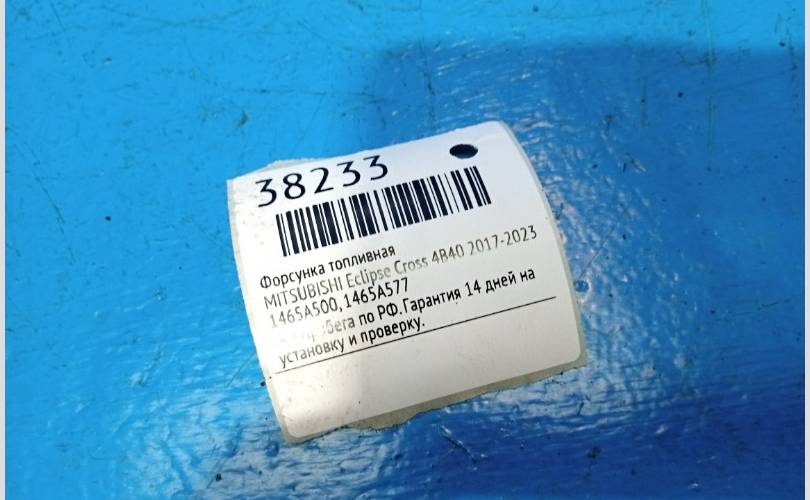 38233
Форсунка топливная
MITSUBISHI Eclipse Cross 4B40 2017-2023
1465A500,1465A577
по РФ.Гарантия 14 дней на
установку и проверку.